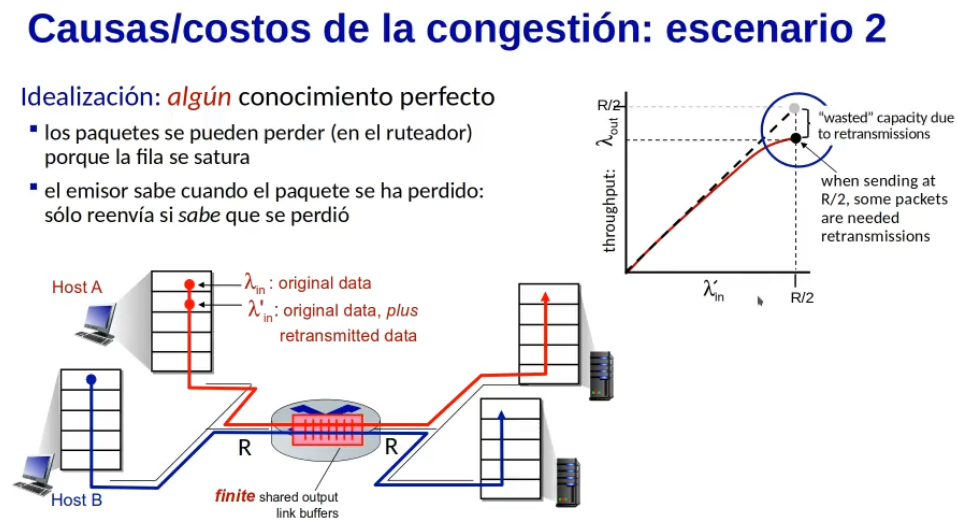 Causas/costos de la congestión: escenario 2
Idealización: algún conocimiento perfecto
los paquetes se pueden perder (en el ruteador)
porque la fila se satura
el emisor sabe cuando el paquete se ha perdido:
sólo reenvía si sabe que se perdió
R/2
λout
throughput:
λ'in
R/2
“wasted” capacity due
to retransmissions
when sending at
R/2, some packets
are needed
retransmissions
Host A
λin : original data
λ'in: original data, plus
retransmitted data
R
R
Host B
finite shared output
link buffers